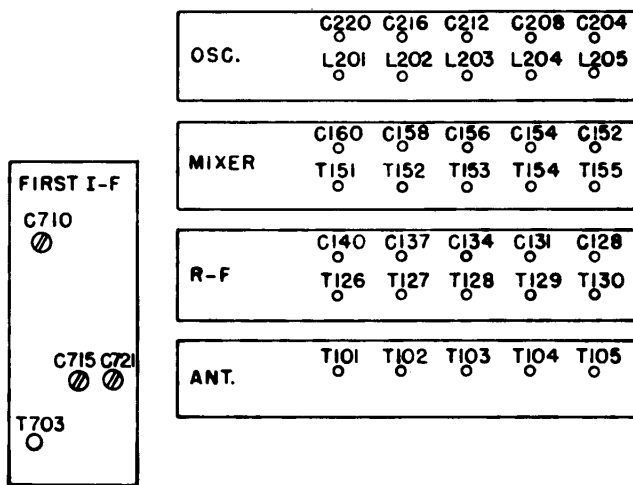 C220 C216 C212 C208 C204
OSC.
L201 L202 L203 L204 L205
C160 C158 C156 C154 C152
MIXER
T151 T152 T153 T154 T155
FIRST I-F
C710
C715 C721
T703
C140 C137 C134 C131 C128
R-F
T126 T127 T128 T129 T130
T101 T102 T103 T104 T105
ANT.